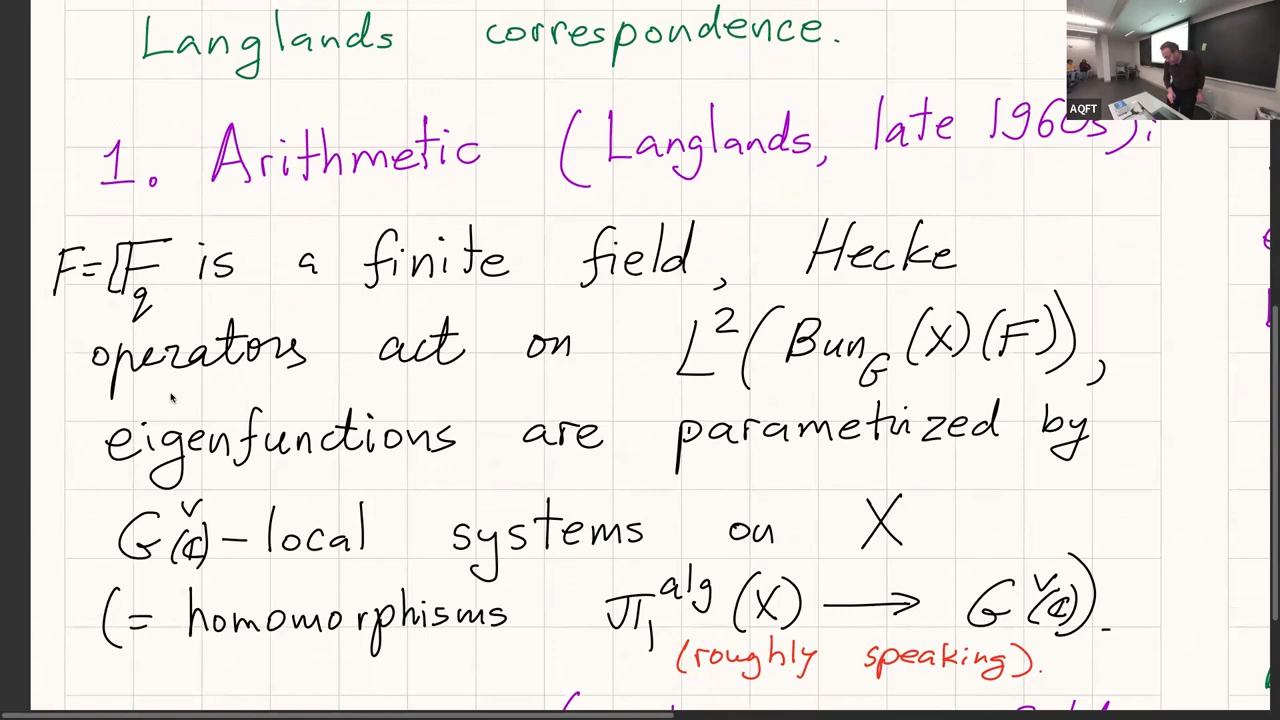 Langlands correspondence.
AQFT
1. Arithmetic (Langlands, late 1960s):
F=𝔽_q is a finite field, Hecke
operators act on L²(Bun_G(X)(F)),
eigenfunctions are parametrized by
G^∨(ℂ)-local systems on X
(= homomorphisms π₁^alg(X) ⟶ G^∨(ℂ)).
(roughly speaking).